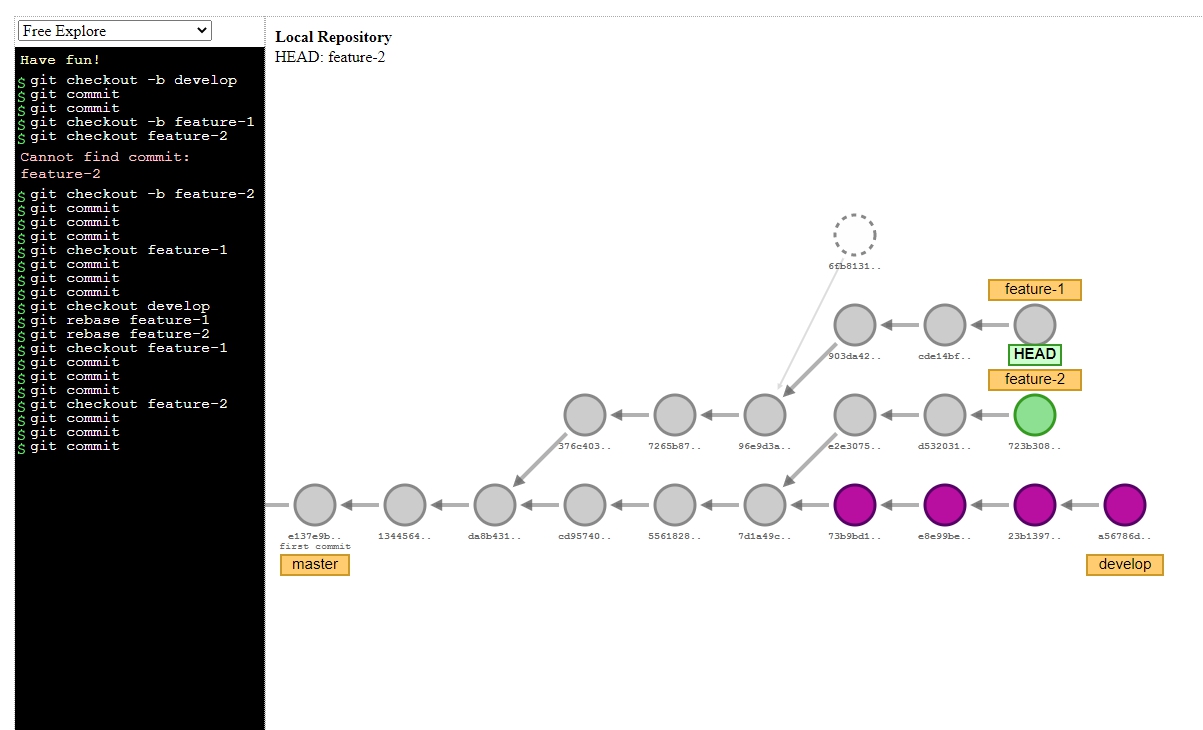 Free Explore
Have fun!
$ git checkout -b develop
$ git commit
$ git commit
$ git checkout -b feature-1
$ git checkout feature-2
Cannot find commit:
feature-2
$ git checkout -b feature-2
$ git commit
$ git commit
$ git commit
$ git checkout feature-1
$ git commit
$ git commit
$ git commit
$ git checkout develop
$ git rebase feature-1
$ git rebase feature-2
$ git checkout feature-1
$ git commit
$ git commit
$ git commit
$ git checkout feature-2
$ git commit
$ git commit
$ git commit
Local Repository
HEAD: feature-2
6fb8131..
feature-1
903da42.. cde14bf.. HEAD
feature-2
376c403.. 7265b87.. 96e9d3a.. e2e3075.. d532031.. 723b308..
e137e9b.. 1344564.. da8b431.. cd95740.. 5561828.. 7d1a49c.. 73b9bd1.. e8e99be.. 23b1397.. a56786d..
first commit
master develop